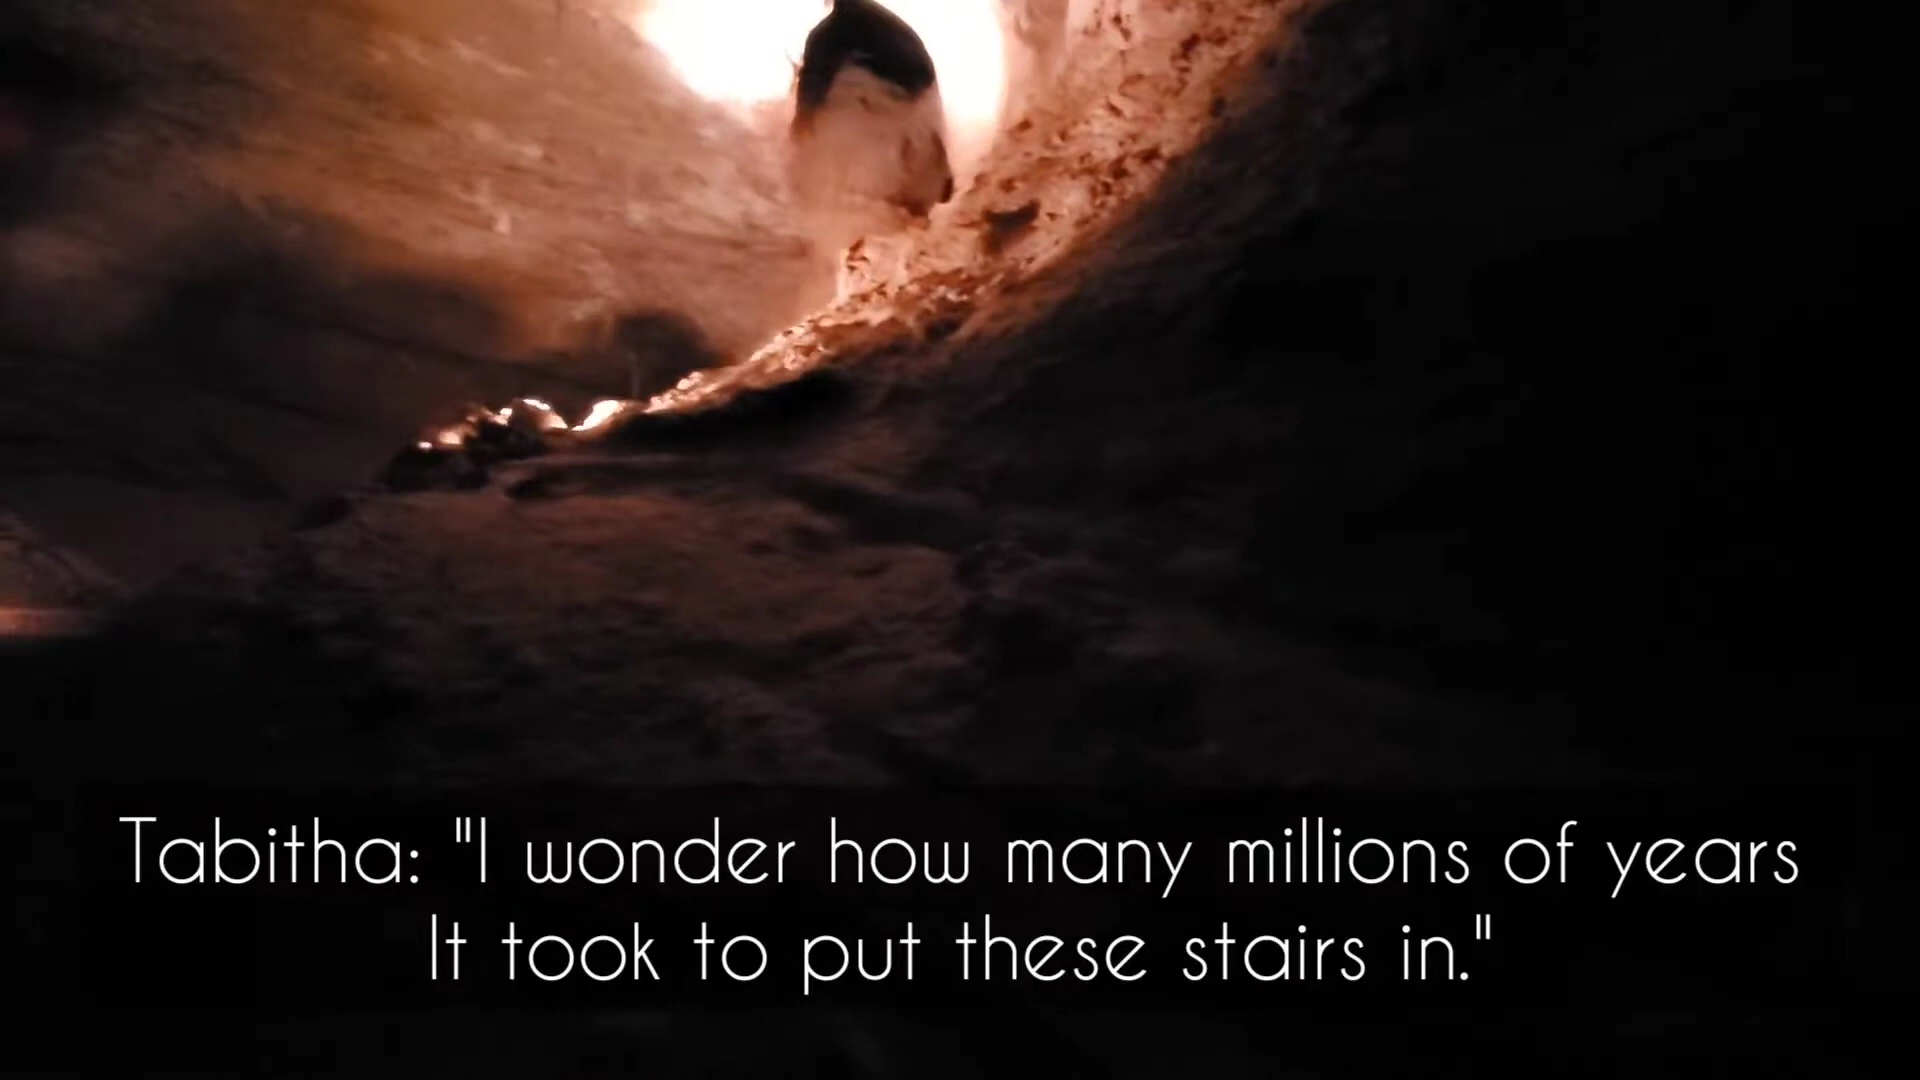 Tabitha: "I wonder how many millions of years
It took to put these stairs in."